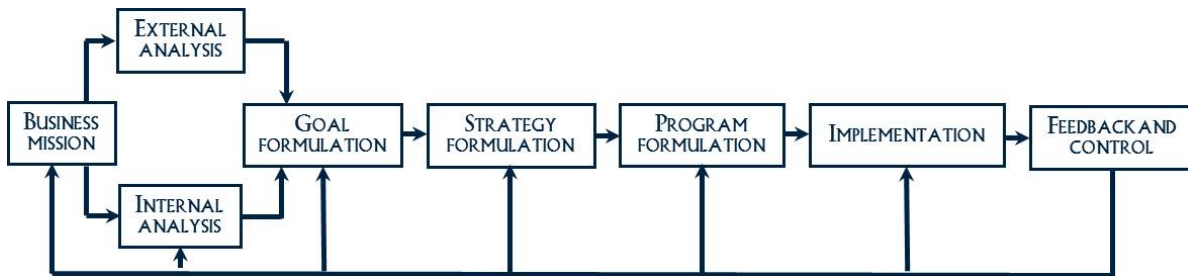 External
analysis
Business
mission
Goal
formulation
Strategy
formulation
Program
formulation
Implementation
Feedback and
control
Internal
analysis